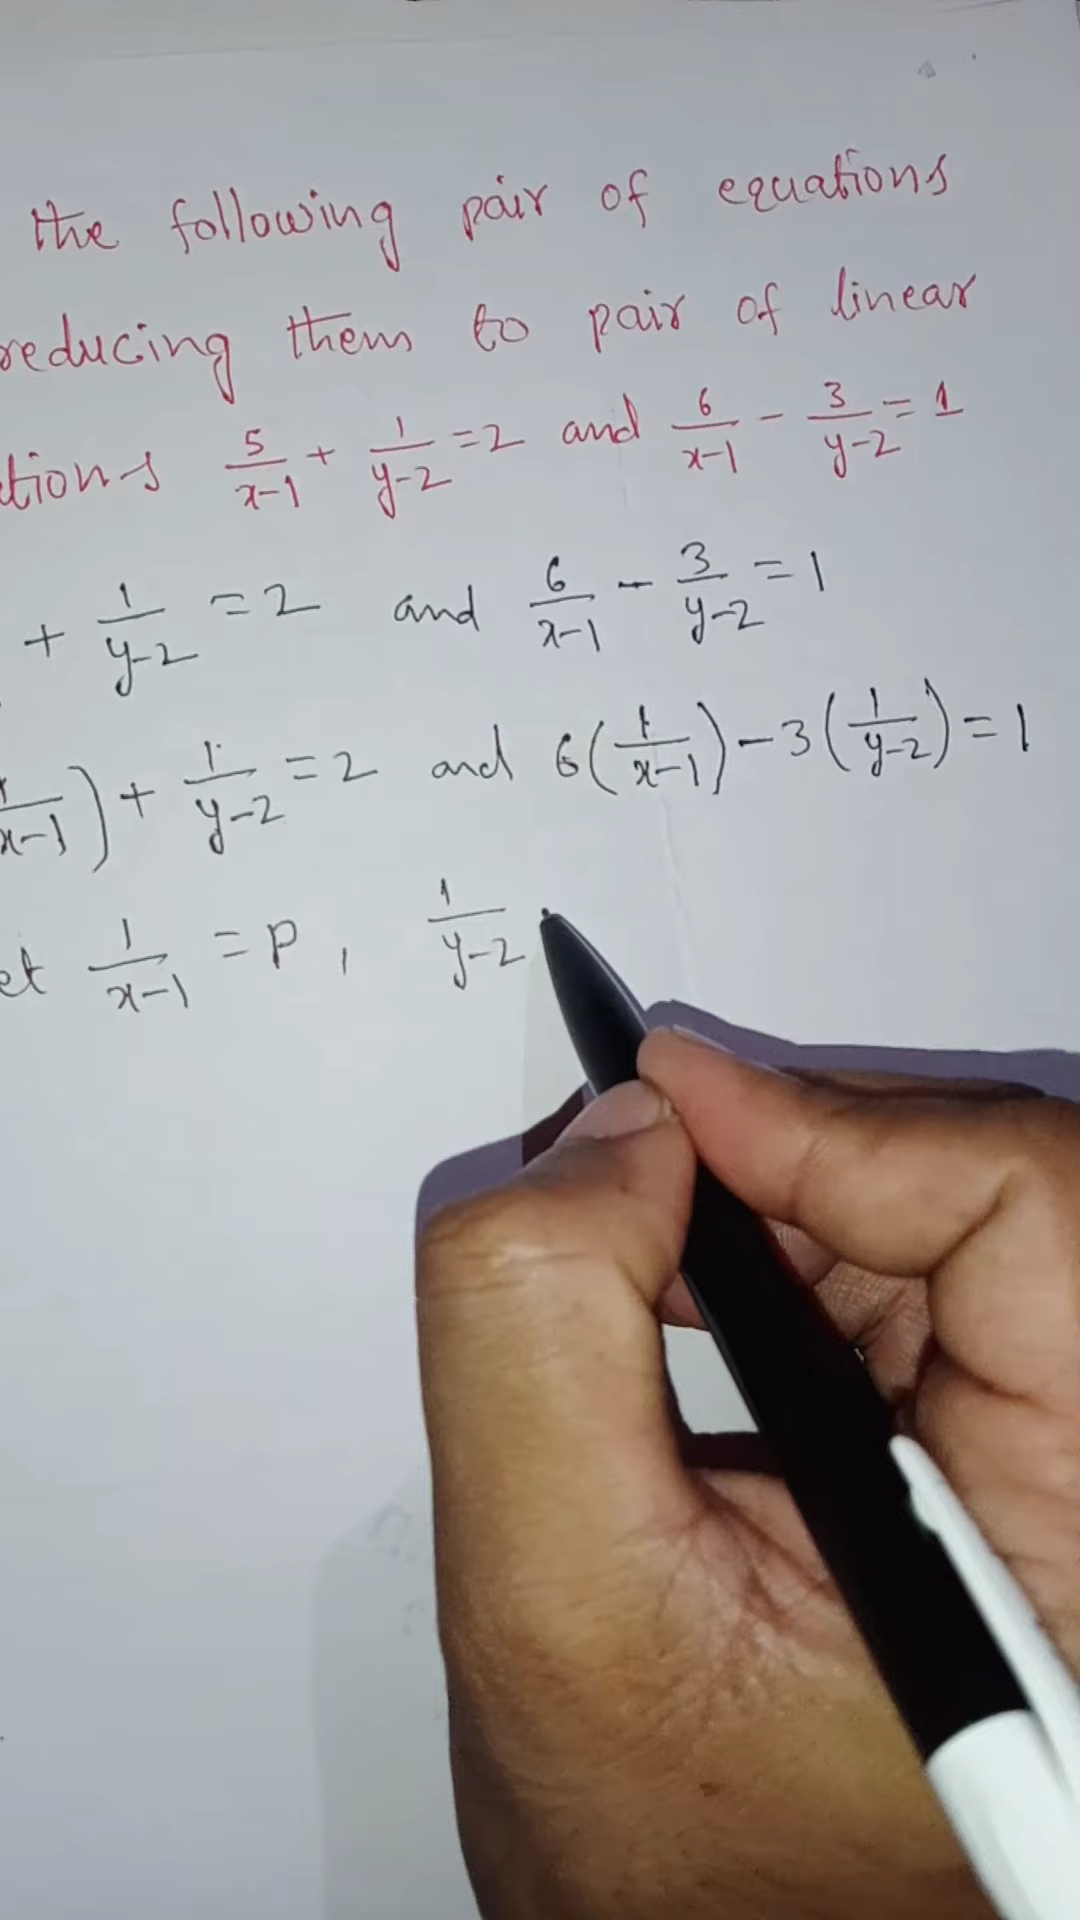 the following pair of equations
reducing them to pair of linear
5/(x-1) + 1/(y-2) = 2 and 6/(x-1) - 3/(y-2) = 1
+ 1/(y-2) = 2 and 6/(x-1) - 3/(y-2) = 1
) + 1/(y-2) = 2 and 6(1/(x-1)) - 3(1/(y-2)) = 1
1/(x-1) = P, 1/(y-2)